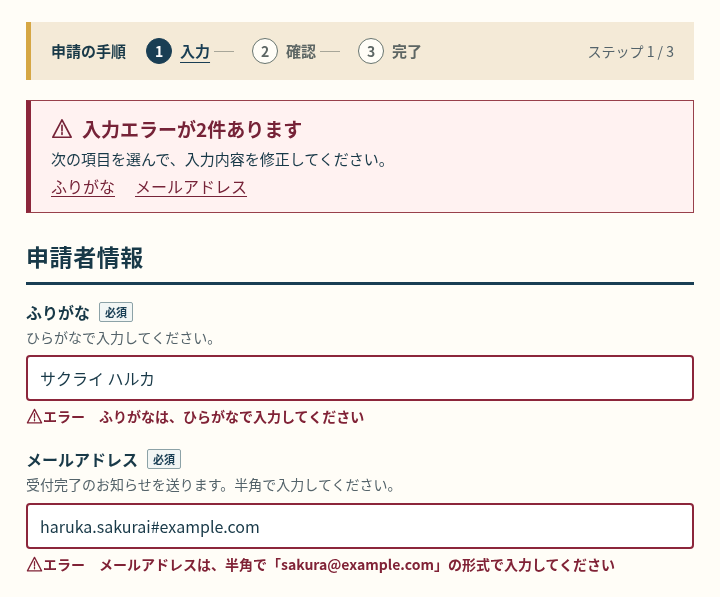 申請の手順 1 入力 2 確認 3 完了 ステップ 1 / 3
入力エラーが2件あります
次の項目を選んで、入力内容を修正してください。
ふりがな メールアドレス
申請者情報
ふりがな 必須
ひらがなで入力してください。
サクライ ハルカ
エラー ふりがなは、ひらがなで入力してください
メールアドレス 必須
受付完了のお知らせを送ります。半角で入力してください。
haruka.sakurai#example.com
エラー メールアドレスは、半角で「sakura@example.com」の形式で入力してください